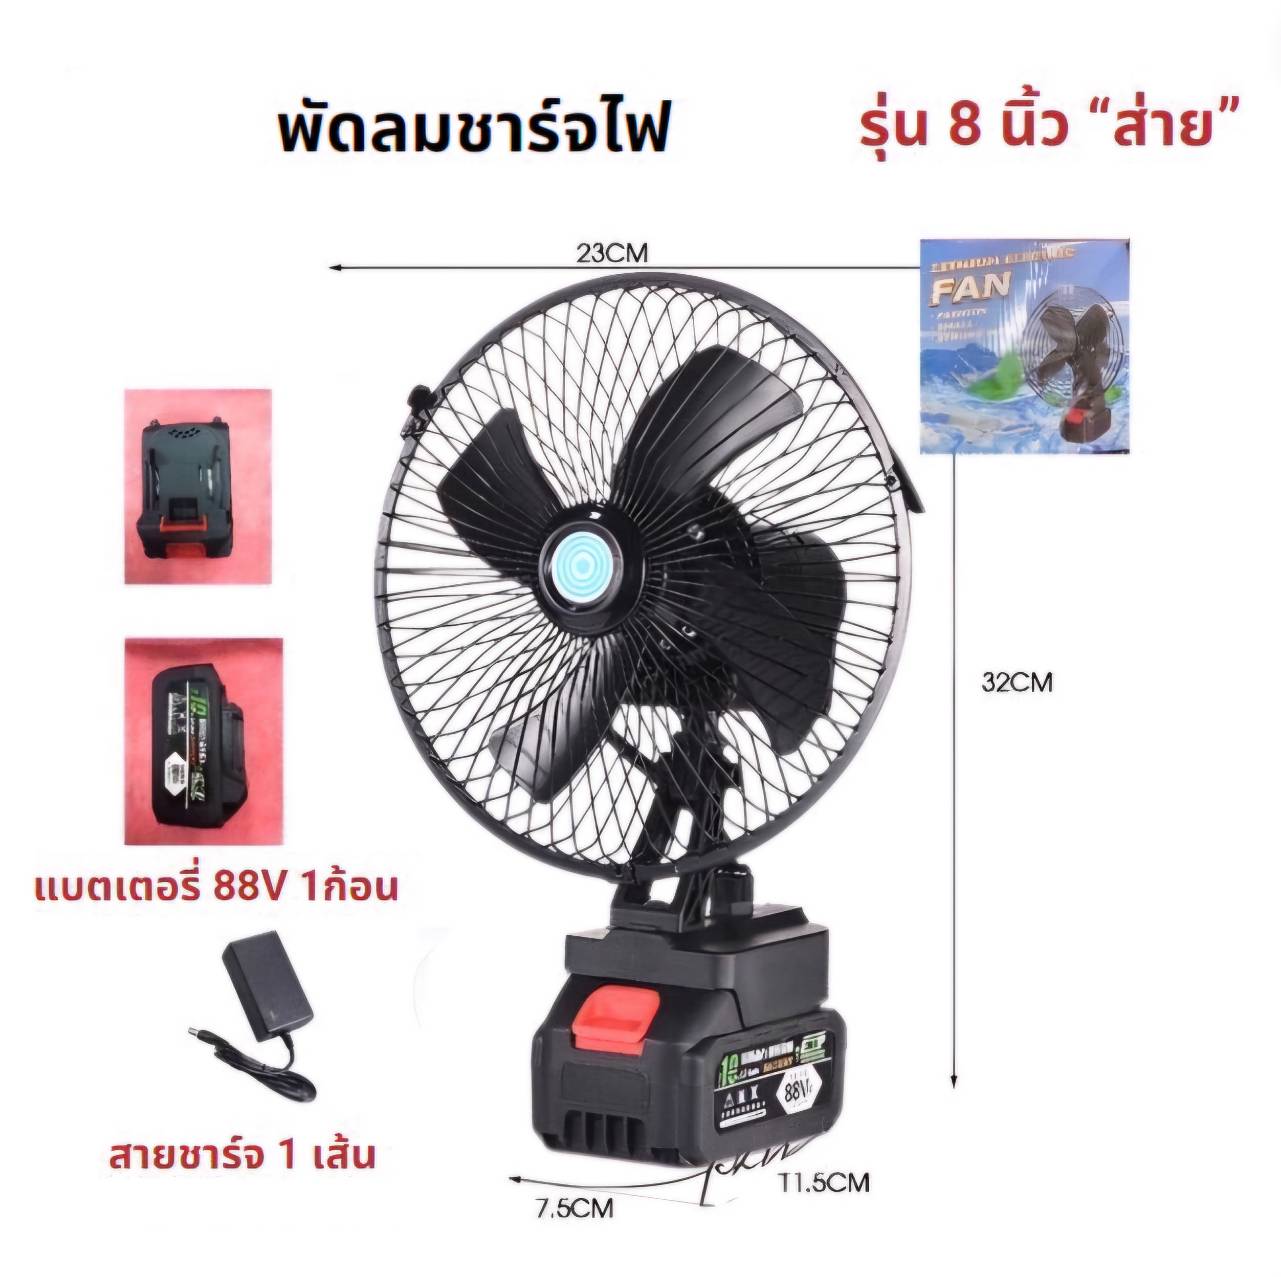 พัดลมชาร์จไฟ
รุ่น 8 นิ้ว “ส่าย”
23CM
FAN
32CM
แบตเตอรี่ 88V 1ก้อน
88V
สายชาร์จ 1 เส้น
7.5CM
11.5CM